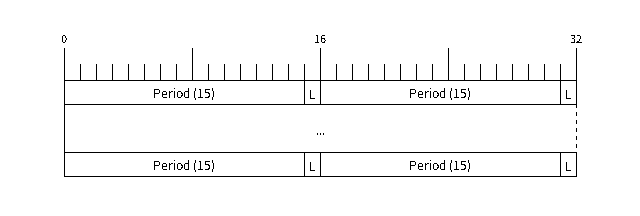 0 16 32
Period (15) L Period (15) L
...
Period (15) L Period (15) L